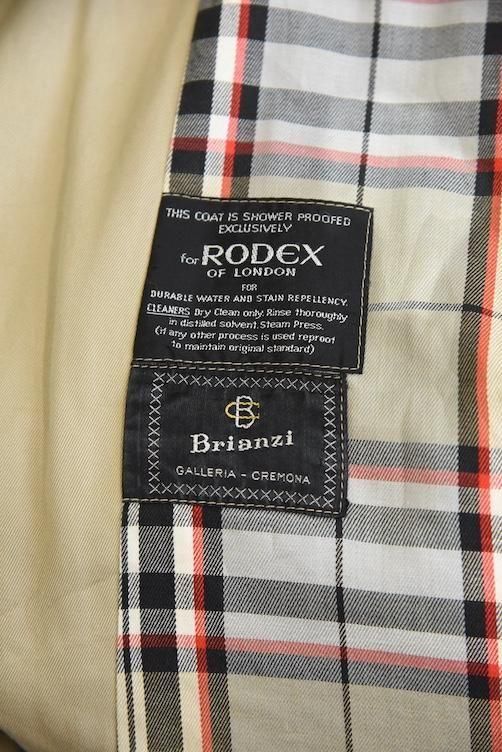 THIS COAT IS SHOWER PROOFED
EXCLUSIVELY
for RODEX
OF LONDON
FOR
DURABLE WATER AND STAIN REPELLENCY.
CLEANERS Dry Clean only. Rinse thoroughly
in distilled solvent. Steam Press.
(if any other process is used reproof
to maintain original standard)
CB
Brianzi
GALLERIA - CREMONA